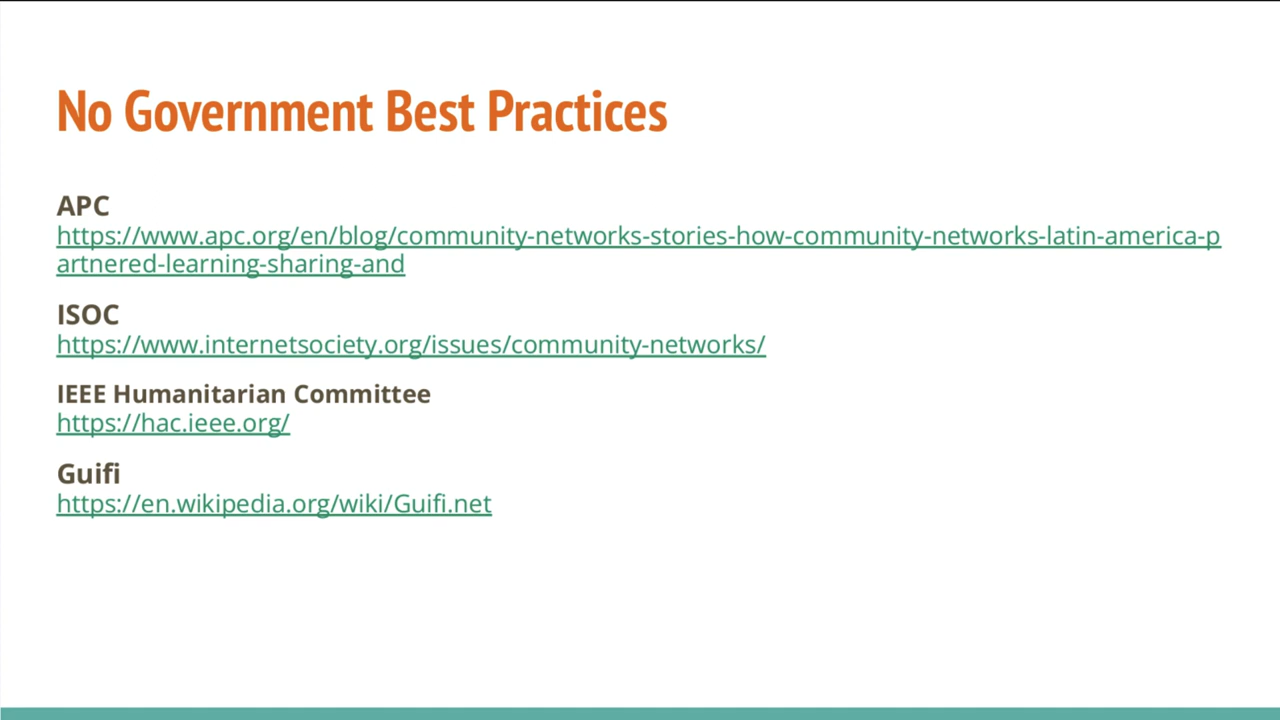 No Government Best Practices
APC
https://www.apc.org/en/blog/community-networks-stories-how-community-networks-latin-america-p
artnered-learning-sharing-and
ISOC
https://www.internetsociety.org/issues/community-networks/
IEEE Humanitarian Committee
https://hac.ieee.org/
Guifi
https://en.wikipedia.org/wiki/Guifi.net